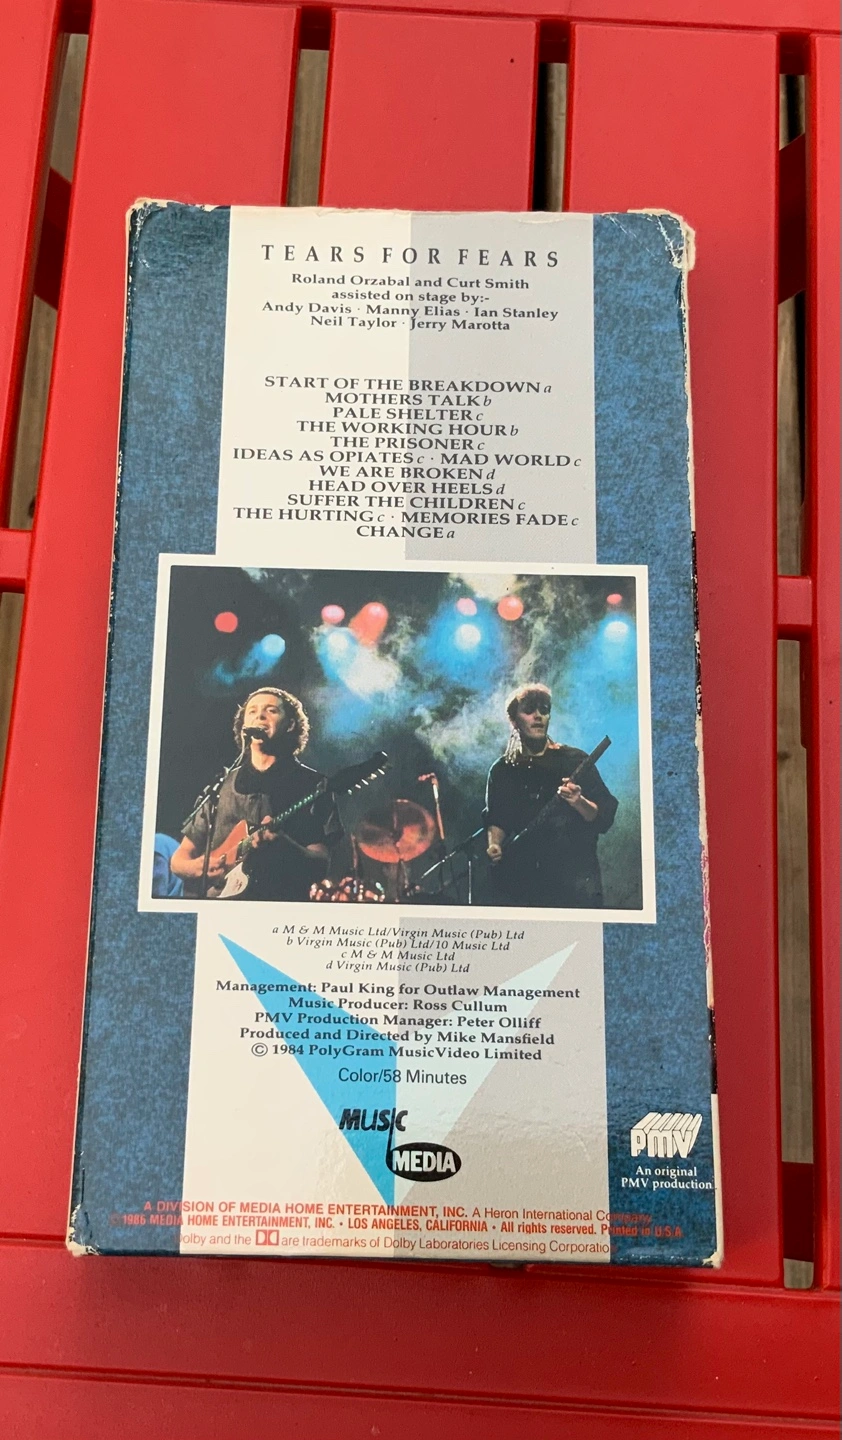 TEARS FOR FEARS
Roland Orzabal and Curt Smith
assisted on stage by:-
Andy Davis · Manny Elias · Ian Stanley
Neil Taylor · Jerry Marotta
START OF THE BREAKDOWN a
MOTHERS TALK b
PALE SHELTER c
THE WORKING HOUR b
THE PRISONER c
IDEAS AS OPIATES c · MAD WORLD c
WE ARE BROKEN d
HEAD OVER HEELS d
SUFFER THE CHILDREN c
THE HURTING c · MEMORIES FADE c
CHANGE a
a M & M Music Ltd/Virgin Music (Pub) Ltd
b Virgin Music (Pub) Ltd/10 Music Ltd
c M & M Music Ltd
d Virgin Music (Pub) Ltd
Management: Paul King for Outlaw Management
Music Producer: Ross Cullum
PMV Production Manager: Peter Olliff
Produced and Directed by Mike Mansfield
© 1984 PolyGram MusicVideo Limited
Color/58 Minutes
MUSIC
MEDIA
PMV
An original
PMV production
A DIVISION OF MEDIA HOME ENTERTAINMENT, INC. A Heron International Company
© 1986 MEDIA HOME ENTERTAINMENT, INC. • LOS ANGELES, CALIFORNIA • All rights reserved. Printed in U.S.A.
Dolby and the DD are trademarks of Dolby Laboratories Licensing Corporation